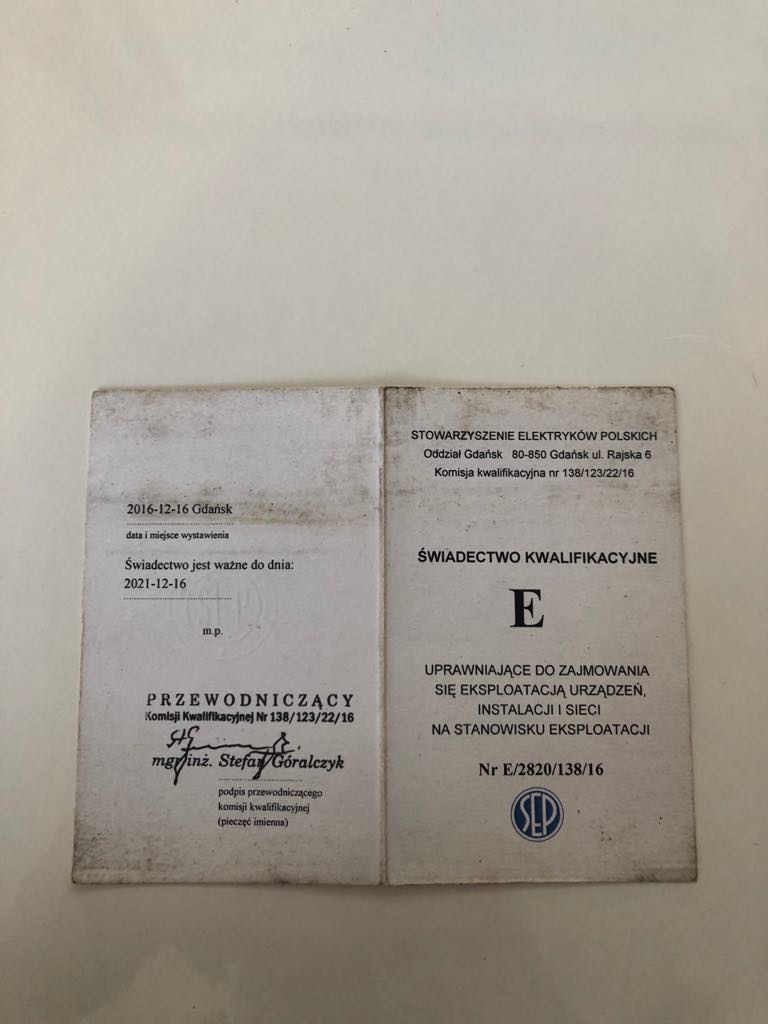 2016-12-16 Gdańsk
data i miejsce wystawienia
Świadectwo jest ważne do dnia:
2021-12-16
m.p.
PRZEWODNICZĄCY
Komisji Kwalifikacyjnej Nr 138/123/22/16
mgr inż. Stefan Góralczyk
podpis przewodniczącego
komisji kwalifikacyjnej
(pieczęć imienna)
STOWARZYSZENIE ELEKTRYKÓW POLSKICH
Oddział Gdańsk 80-850 Gdańsk ul. Rajska 6
Komisja kwalifikacyjna nr 138/123/22/16
ŚWIADECTWO KWALIFIKACYJNE
E
UPRAWNIAJĄCE DO ZAJMOWANIA
SIĘ EKSPLOATACJĄ URZĄDZEŃ,
INSTALACJI I SIECI
NA STANOWISKU EKSPLOATACJI
Nr E/2820/138/16
SEP